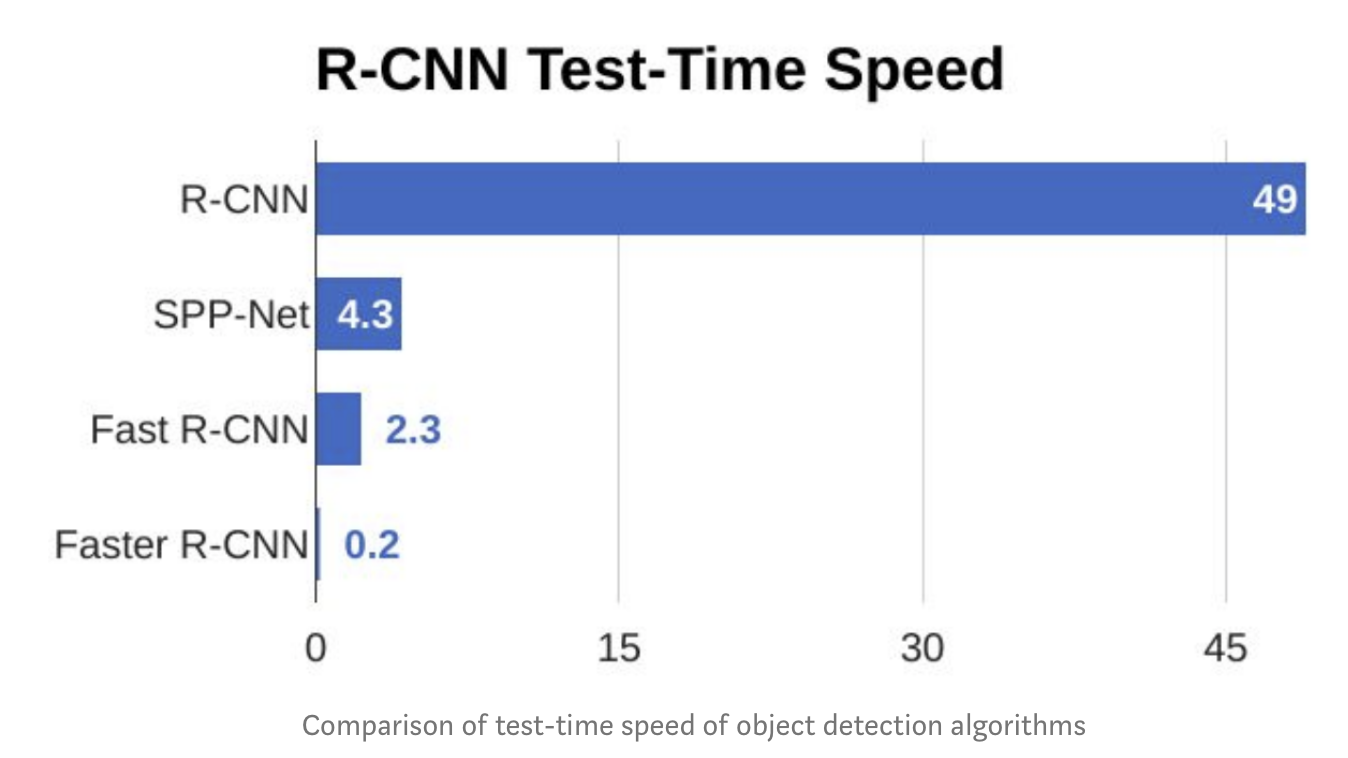 R-CNN Test-Time Speed
R-CNN 49
SPP-Net 4.3
Fast R-CNN 2.3
Faster R-CNN 0.2
0 15 30 45
Comparison of test-time speed of object detection algorithms